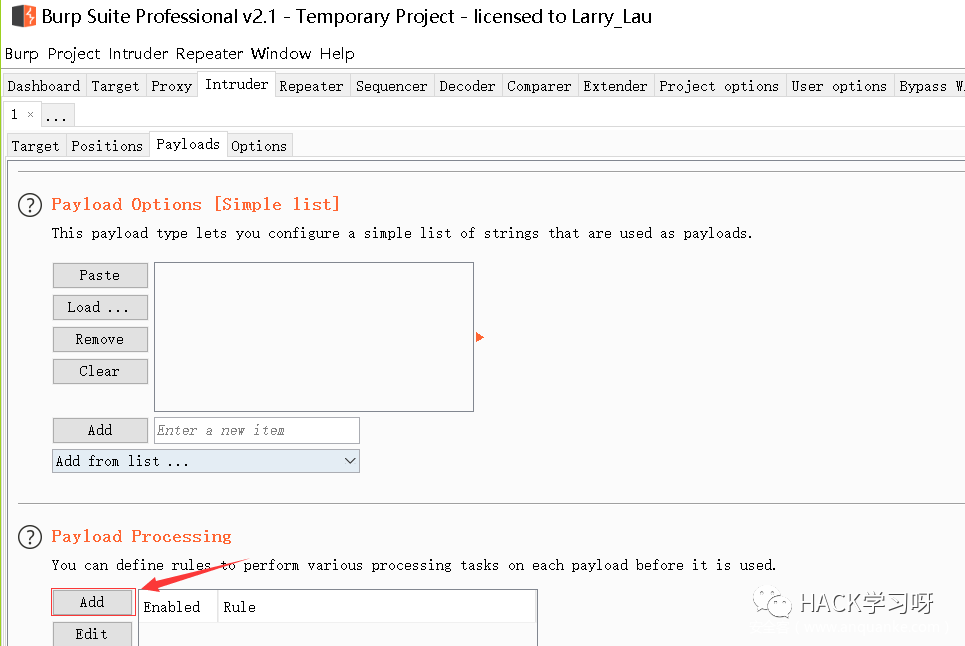 Burp Suite Professional v2.1 - Temporary Project - licensed to Larry_Lau
Burp Project Intruder Repeater Window Help
Dashboard Target Proxy Intruder Repeater Sequencer Decoder Comparer Extender Project options User options Bypass W
1 × ...
Target Positions Payloads Options
? Payload Options [Simple list]
This payload type lets you configure a simple list of strings that are used as payloads.
Paste
Load ...
Remove
Clear
Add Enter a new item
Add from list ...
? Payload Processing
You can define rules to perform various processing tasks on each payload before it is used.
Add Enabled Rule
Edit
HACK学习呀